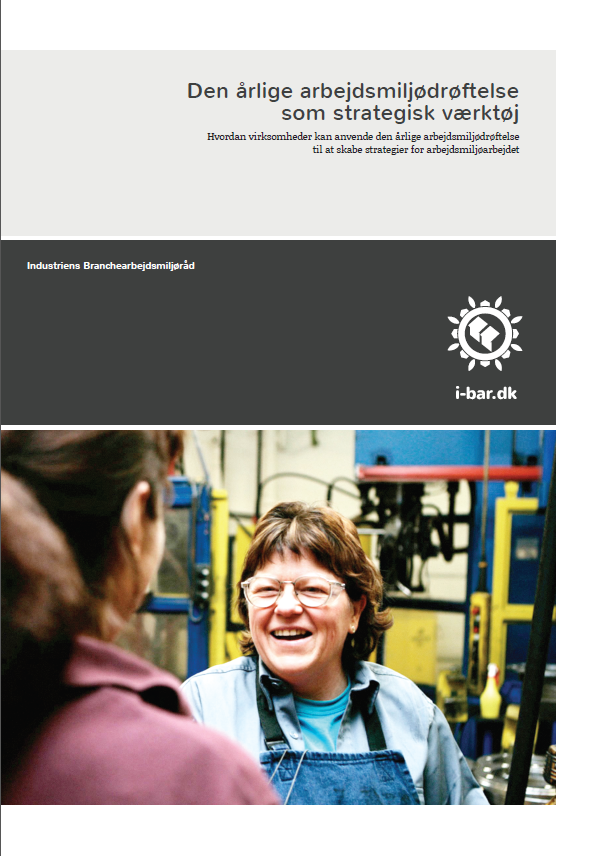 Den årlige arbejdsmiljødrøftelse
som strategisk værktøj
Hvordan virksomheder kan anvende den årlige arbejdsmiljødrøftelse
til at skabe strategier for arbejdsmiljøarbejdet
Industriens Branchearbejdsmiljøråd
i-bar.dk